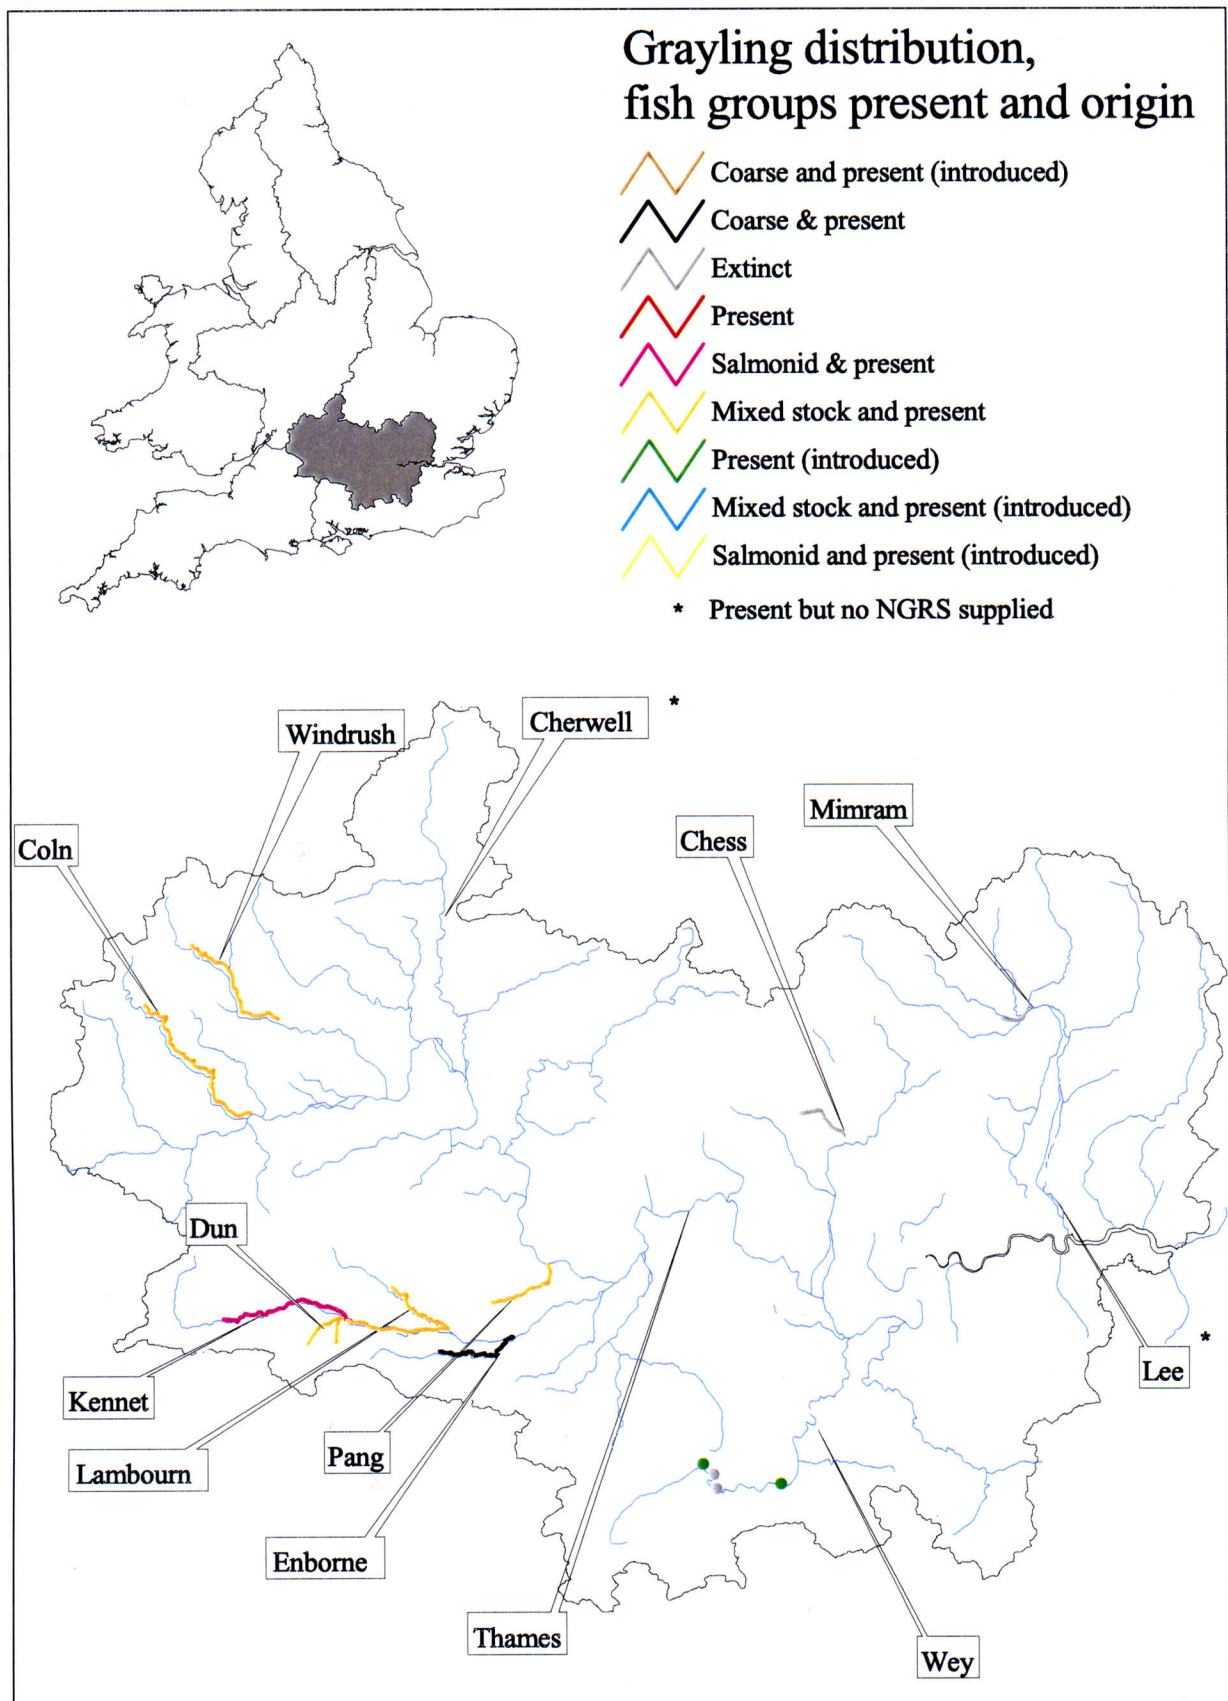 Grayling distribution,
fish groups present and origin
Coarse and present (introduced)
Coarse & present
Extinct
Present
Salmonid & present
Mixed stock and present
Present (introduced)
Mixed stock and present (introduced)
Salmonid and present (introduced)
* Present but no NGRS supplied
Cherwell *
Windrush
Mimram
Chess
Coln
Dun
Lee *
Kennet
Pang
Lambourn
Enborne
Thames
Wey